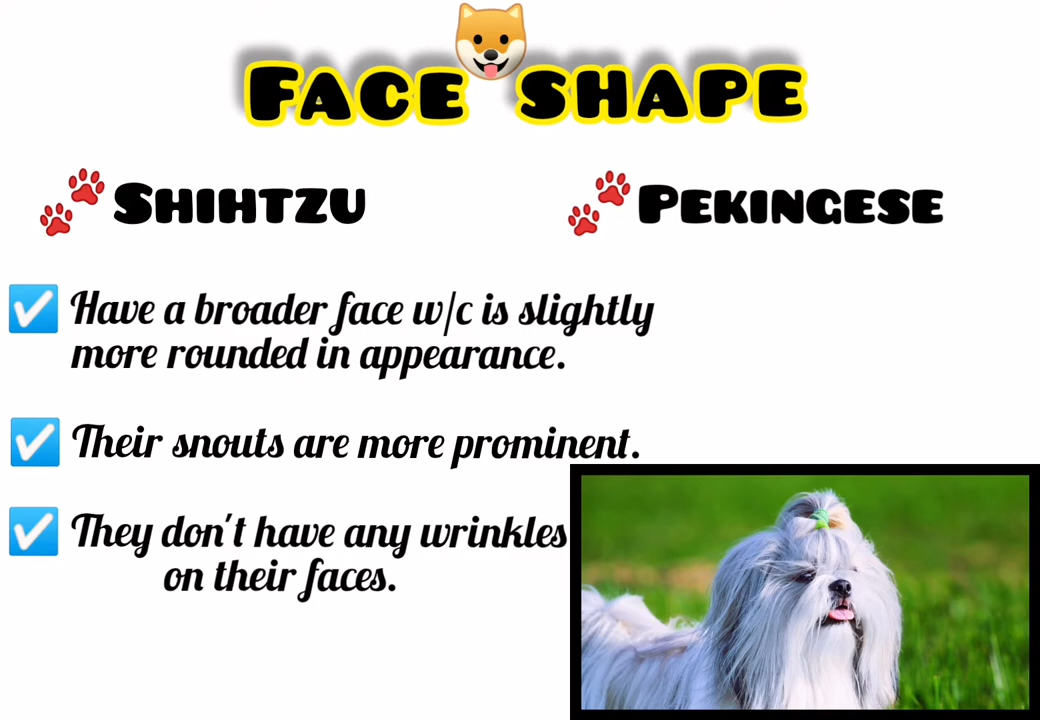 Face shape
Shihtzu
Pekingese
Have a broader face w/c is slightly
more rounded in appearance.
Their snouts are more prominent.
They don't have any wrinkles
on their faces.